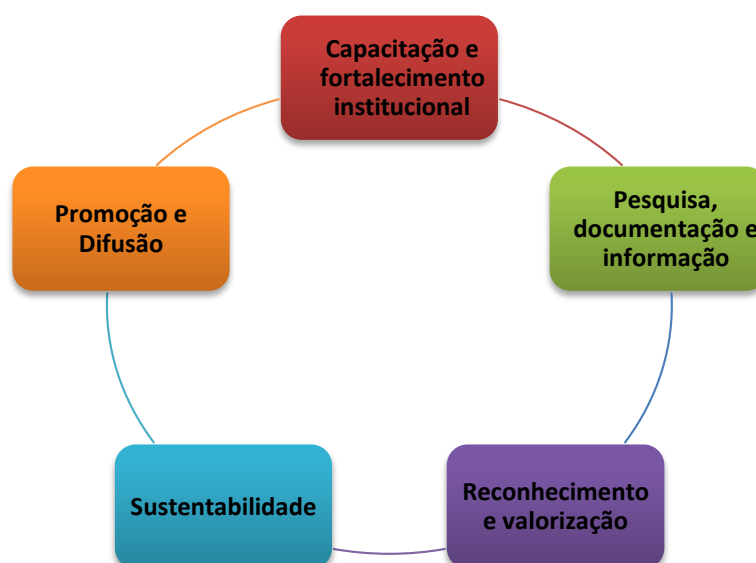 Capacitação e
fortalecimento
institucional
Pesquisa,
documentação e
informação
Reconhecimento
e valorização
Sustentabilidade
Promoção e
Difusão